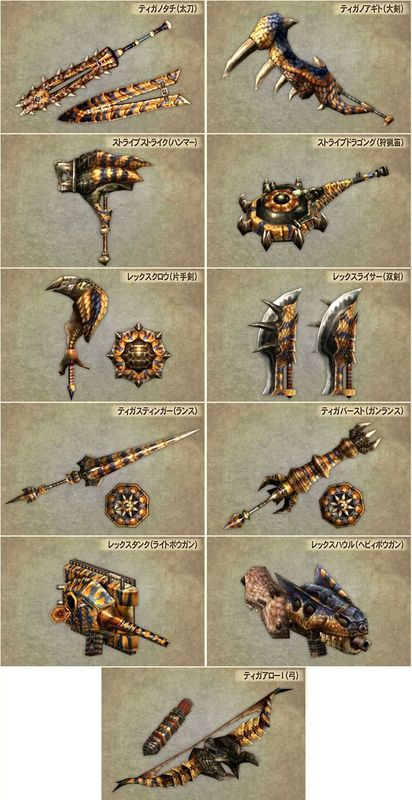 ティガノタチ(太刀)
ティガノアギト(大剣)
ストライプストライク(ハンマー)
ストライプドラゴング(狩猟笛)
レックスクロウ(片手剣)
レックスライサー(双剣)
ティガスティンガー(ランス)
ティガバースト(ガンランス)
レックスタンク(ライトボウガン)
レックスハウル(ヘビィボウガン)
ティガアローⅠ(弓)